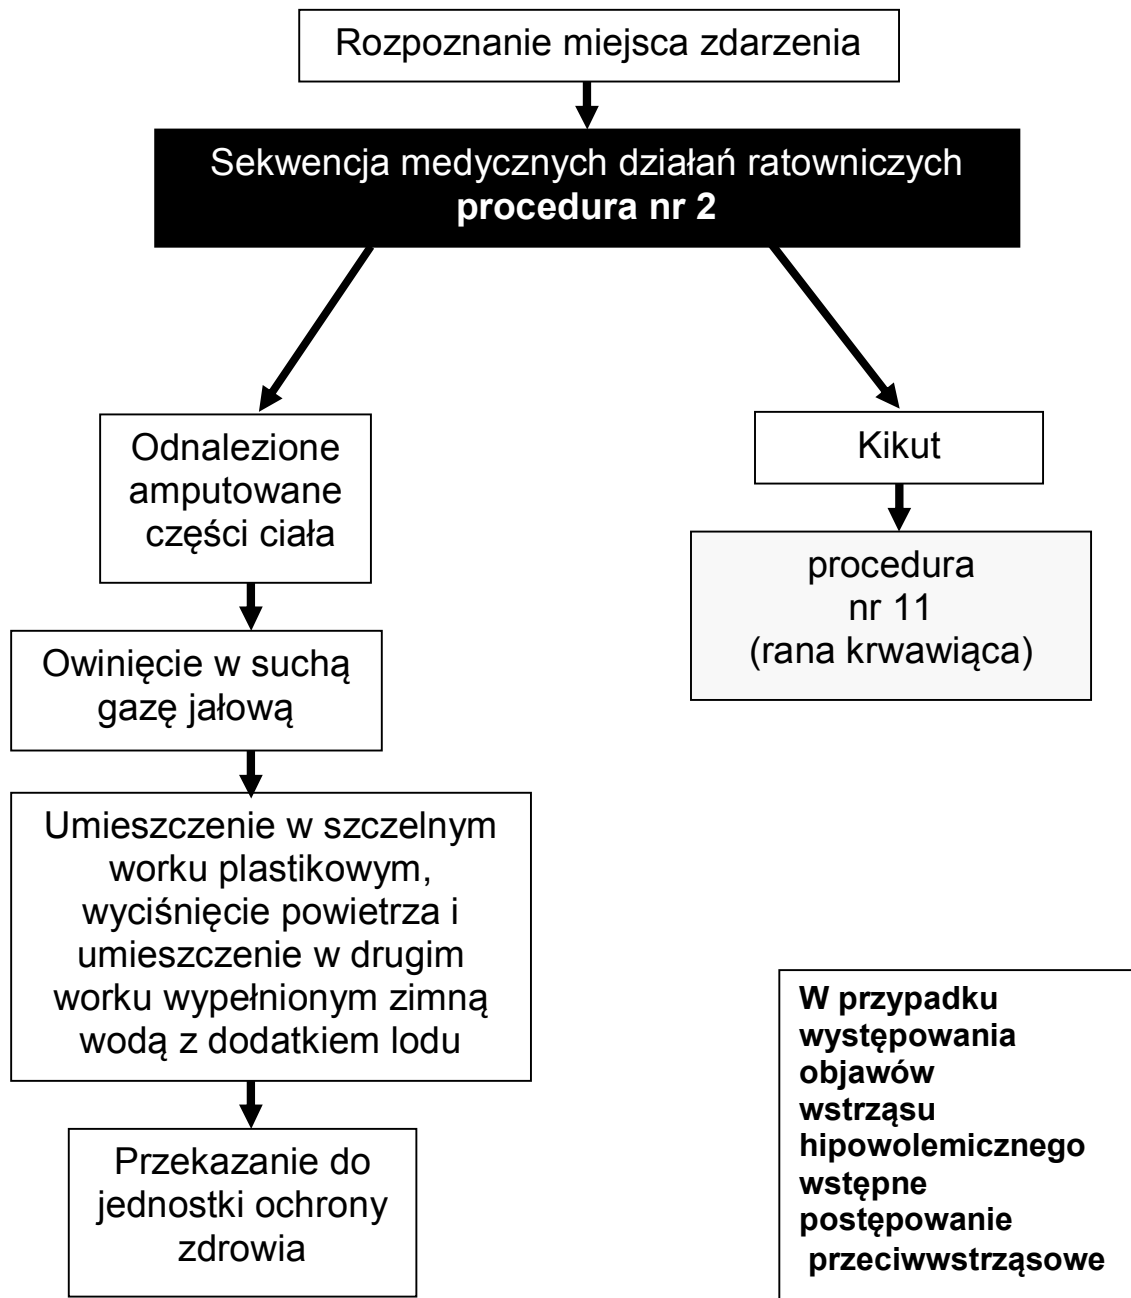 Rozpoznanie miejsca zdarzenia
Sekwencja medycznych działań ratowniczych
procedura nr 2
Odnalezione
amputowane
części ciała
Kikut
procedura
nr 11
(rana krwawiąca)
Owinięcie w suchą
gazę jałową
Umieszczenie w szczelnym
worku plastikowym,
wyciśnięcie powietrza i
umieszczenie w drugim
worku wypełnionym zimną
wodą z dodatkiem lodu
Przekazanie do
jednostki ochrony
zdrowia
W przypadku
występowania
objawów
wstrząsu
hipowolemicznego
wstępne
postępowanie
przeciwwstrząsowe